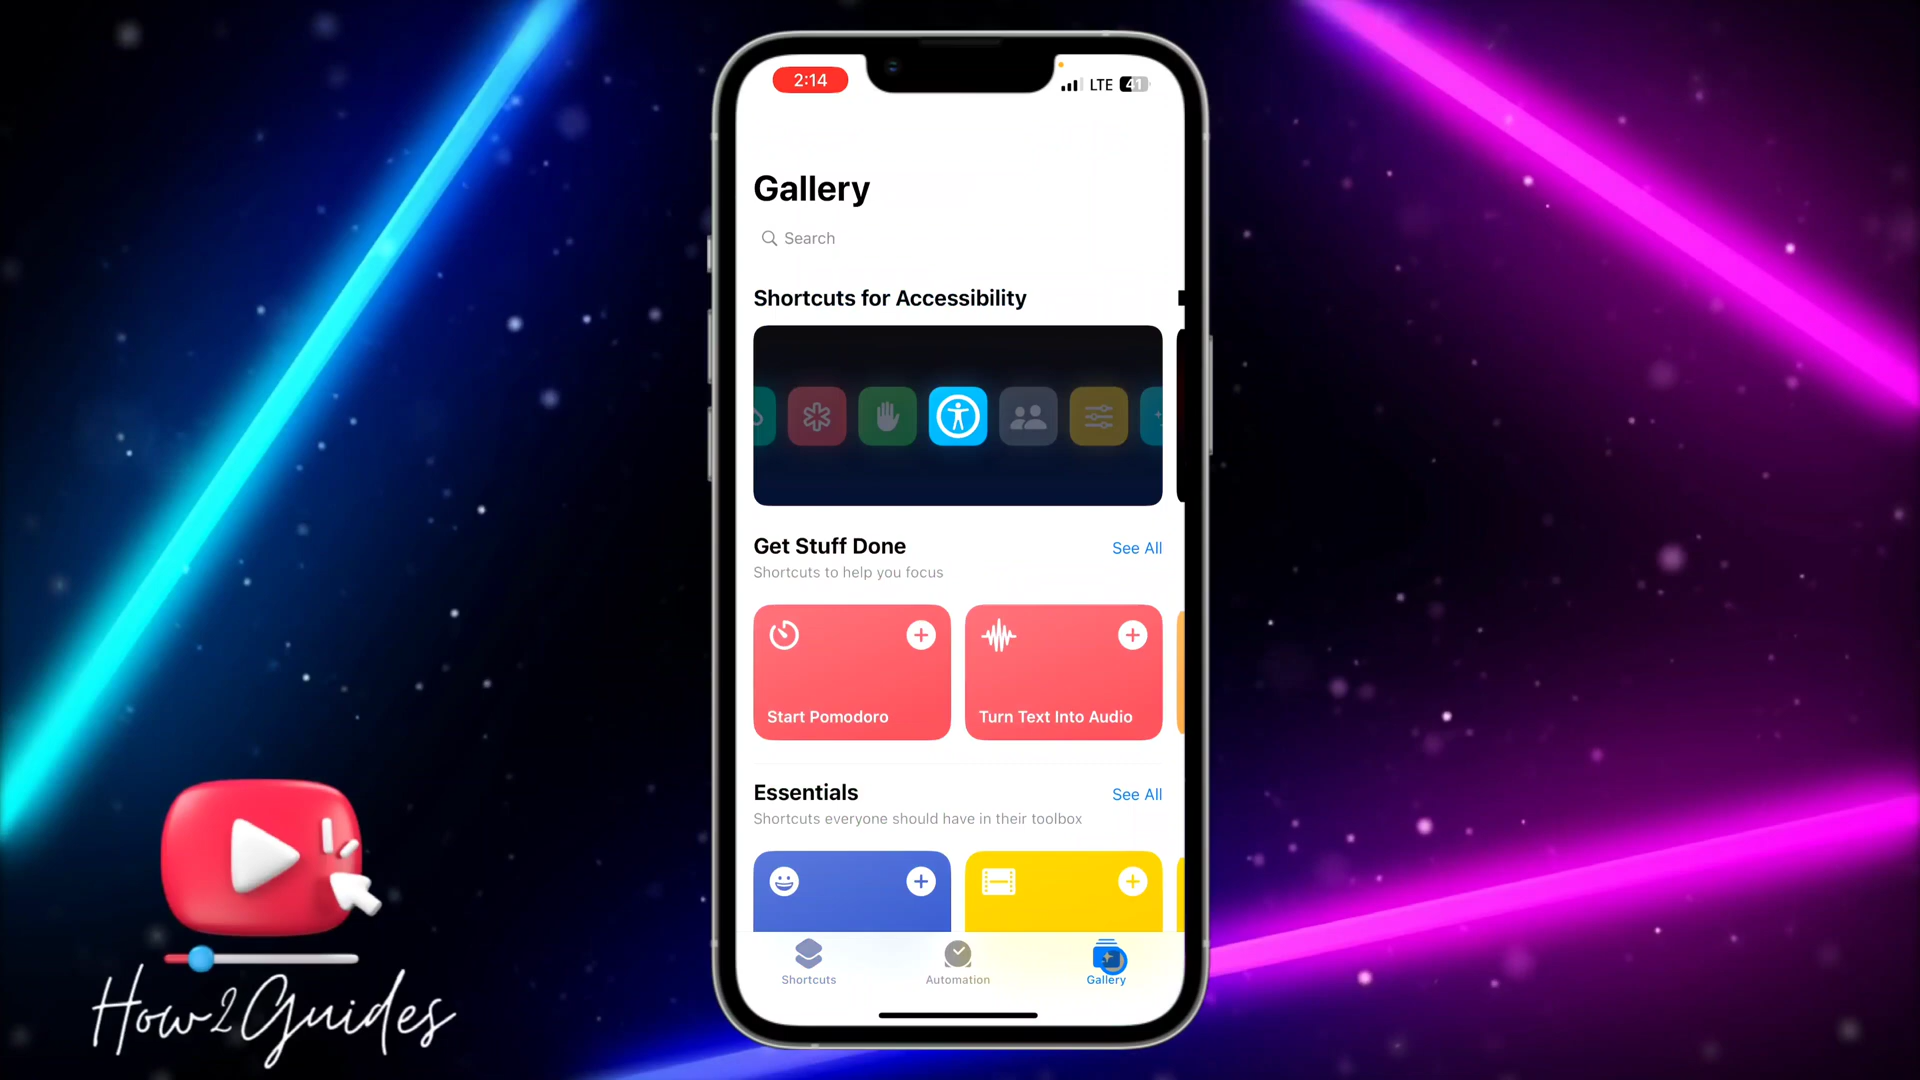 2:14
LTE 41
Gallery
Search
Shortcuts for Accessibility
Get Stuff Done
See All
Shortcuts to help you focus
Start Pomodoro
Turn Text Into Audio
Essentials
See All
Shortcuts everyone should have in their toolbox
Shortcuts
Automation
Gallery
How2Guides